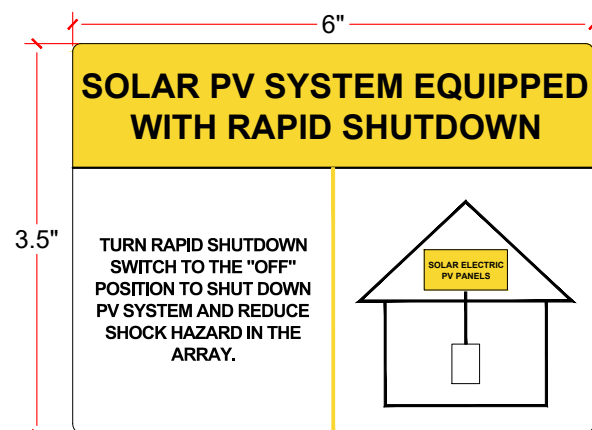 6"
SOLAR PV SYSTEM EQUIPPED
WITH RAPID SHUTDOWN
3.5"
TURN RAPID SHUTDOWN
SWITCH TO THE "OFF"
POSITION TO SHUT DOWN
PV SYSTEM AND REDUCE
SHOCK HAZARD IN THE
ARRAY.
SOLAR ELECTRIC
PV PANELS